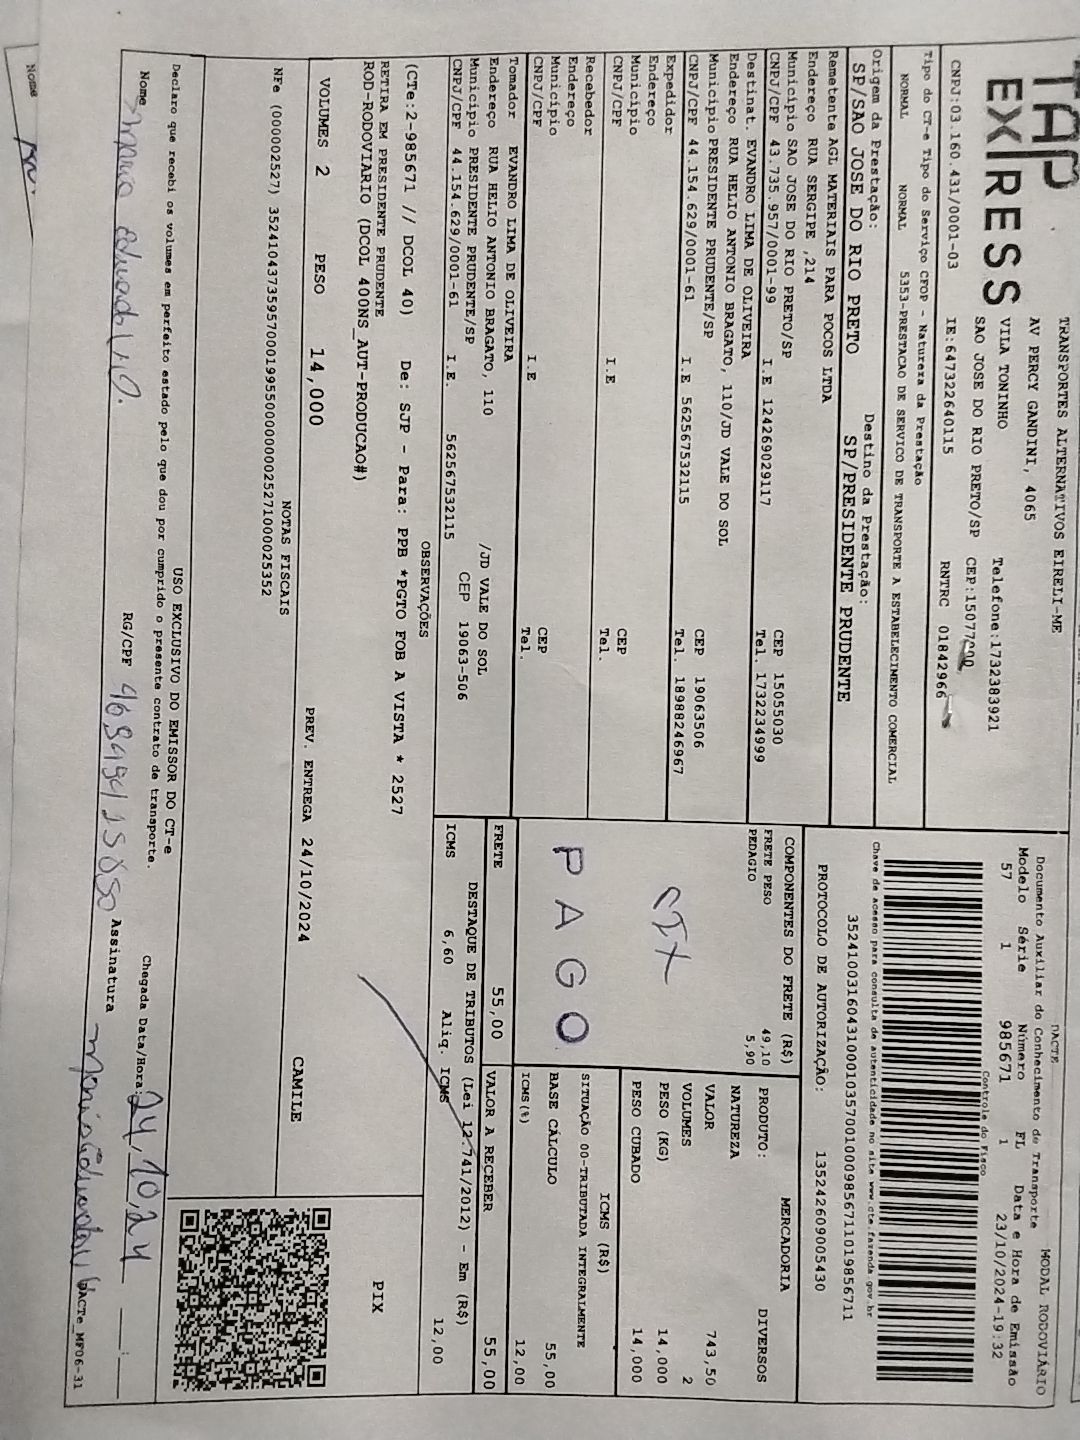 TAP
EXPRESS
TRANSPORTES ALTERNATIVOS EIRELI-ME
AV PERCY GANDINI, 4065
VILA TONINHO Telefone:1732383921
SAO JOSE DO RIO PRETO/SP CEP:15077000
CNPJ:03.160.431/0001-03 IE:647322640115 RNTRC 01842966
Tipo do CT-e Tipo do Serviço CFOP - Natureza da Prestação
NORMAL NORMAL 5353-PRESTACAO DE SERVICO DE TRANSPORTE A ESTABELECIMENTO COMERCIAL
Origem da Prestação: Destino da Prestação:
SP/SAO JOSE DO RIO PRETO SP/PRESIDENTE PRUDENTE
Remetente AGL MATERIAIS PARA POCOS LTDA
Endereço RUA SERGIPE ,214
Município SAO JOSE DO RIO PRETO/SP CEP 15055030
CNPJ/CPF 43.735.957/0001-99 I.E 124269029117 Tel. 1732234999
Destinat. EVANDRO LIMA DE OLIVEIRA
Endereço RUA HELIO ANTONIO BRAGATO, 110/JD VALE DO SOL
Município PRESIDENTE PRUDENTE/SP CEP 19063506
CNPJ/CPF 44.154.629/0001-61 I.E 562567532115 Tel. 18988246967
Expedidor
Endereço
Município CEP
CNPJ/CPF I.E Tel.
Recebedor
Endereço
Município CEP
CNPJ/CPF I.E Tel.
Tomador EVANDRO LIMA DE OLIVEIRA
Endereço RUA HELIO ANTONIO BRAGATO, 110 /JD VALE DO SOL
Município PRESIDENTE PRUDENTE/SP CEP 19063-506
CNPJ/CPF 44.154.629/0001-61 I.E. 562567532115
DACTE MODAL RODOVIÁRIO
Documento Auxiliar do Conhecimento de Transporte
Modelo Série Número FL Data e Hora de Emissão
57 1 985671 1 23/10/2024-19:32
Controle do Fisco
Chave de acesso para consulta de autenticidade no site www.cte.fazenda.gov.br
35241003160431000103570010009856711019856711
PROTOCOLO DE AUTORIZAÇÃO: 135242609005430
COMPONENTES DO FRETE (R$)
FRETE PESO 49,10
PEDAGIO 5,90
PIX
PAGO
FRETE 55,00
MERCADORIA
PRODUTO: DIVERSOS
NATUREZA
VALOR 743,50
VOLUMES 2
PESO (KG) 14,000
PESO CUBADO 14,000
ICMS (R$)
SITUAÇÃO 00-TRIBUTADA INTEGRALMENTE
BASE CÁLCULO 55,00
ICMS(%) 12,00
VALOR A RECEBER 55,00
DESTAQUE DE TRIBUTOS (Lei 12.741/2012) - Em (R$)
ICMS 6,60 Aliq. ICMS 12,00
OBSERVAÇÕES
(CTe:2-985671 // DCOL 40) De: SJP - Para: PPB *PGTO FOB A VISTA * 2527
RETIRA EM PRESIDENTE PRUDENTE
ROD-RODOVIARIO (DCOL 400NS_AUT-PRODUCAO#)
PIX
VOLUMES 2 PESO 14,000 PREV. ENTREGA 24/10/2024 CAMILE
NOTAS FISCAIS
NFe (000002527) 35241043735957000199550000000025271000025352
USO EXCLUSIVO DO EMISSOR DO CT-e
Declaro que recebi os volumes em perfeito estado pelo que dou por cumprido o presente contrato de transporte. Chegada Data/Hora: 24,10,24 __:__
Nome RG/CPF Assinatura
DACTe_MF06-31
Nome